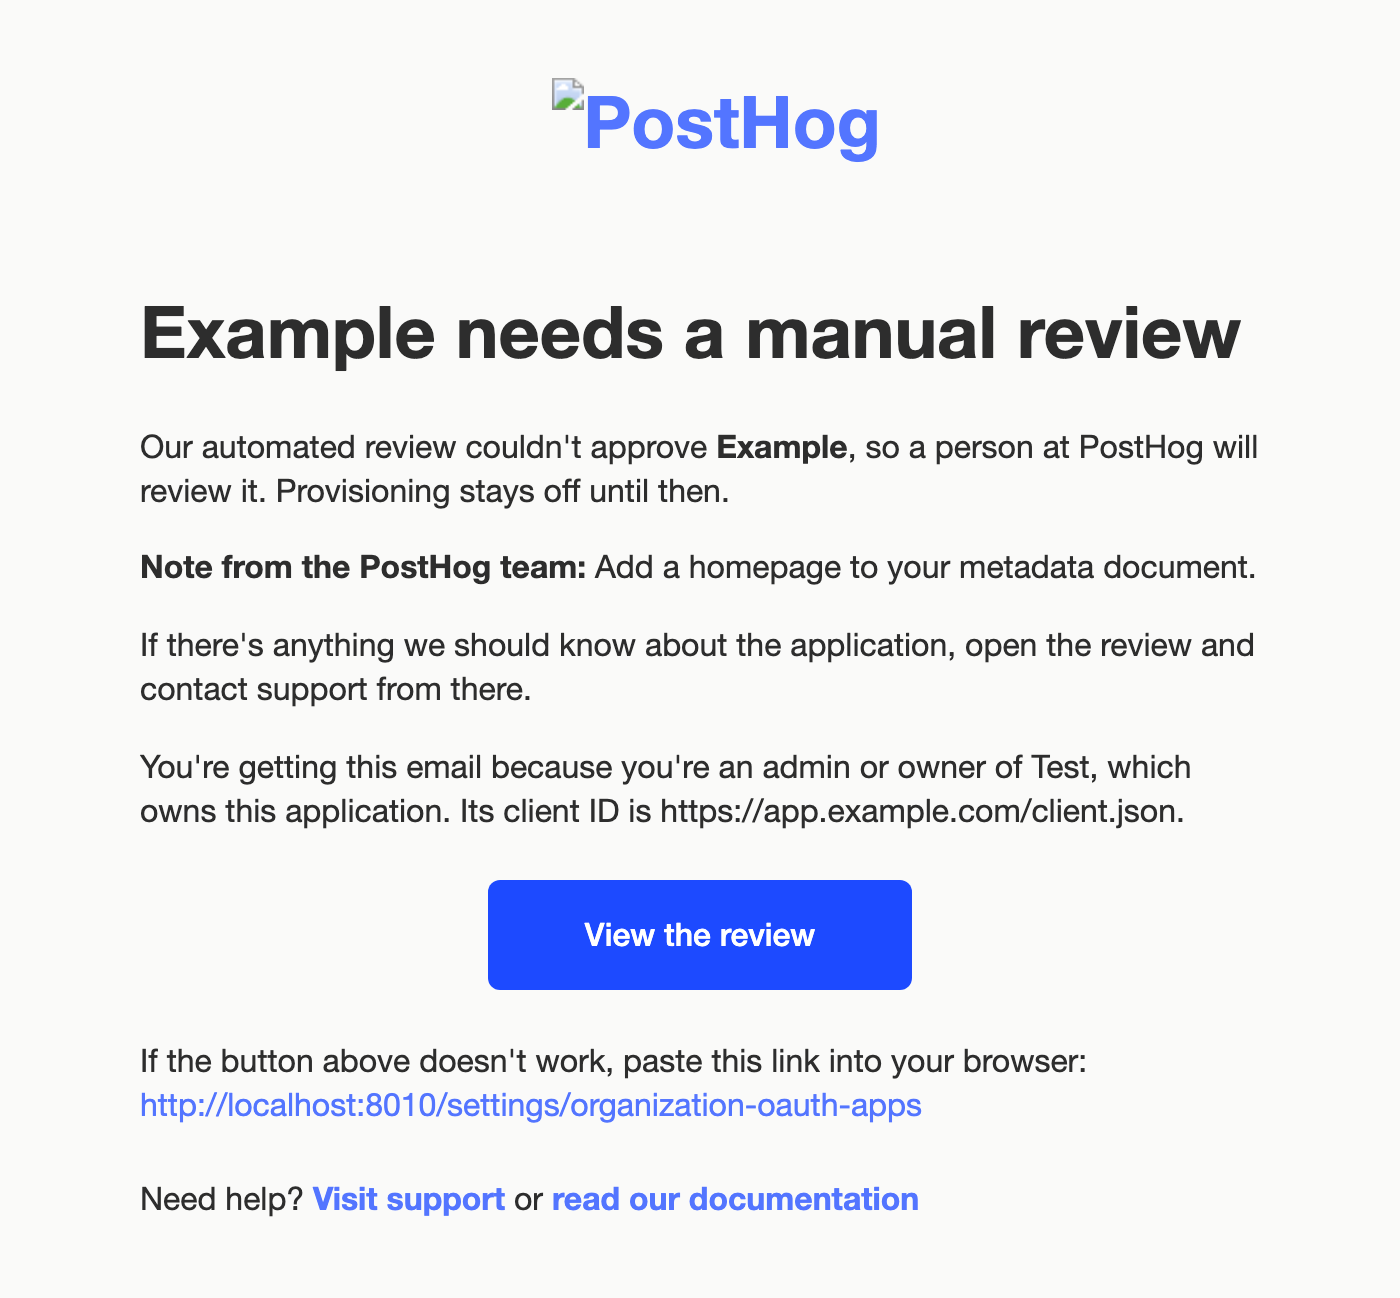 PostHog
Example needs a manual review
Our automated review couldn't approve Example, so a person at PostHog will
review it. Provisioning stays off until then.
Note from the PostHog team: Add a homepage to your metadata document.
If there's anything we should know about the application, open the review and
contact support from there.
You're getting this email because you're an admin or owner of Test, which
owns this application. Its client ID is https://app.example.com/client.json.
View the review
If the button above doesn't work, paste this link into your browser:
http://localhost:8010/settings/organization-oauth-apps
Need help? Visit support or read our documentation